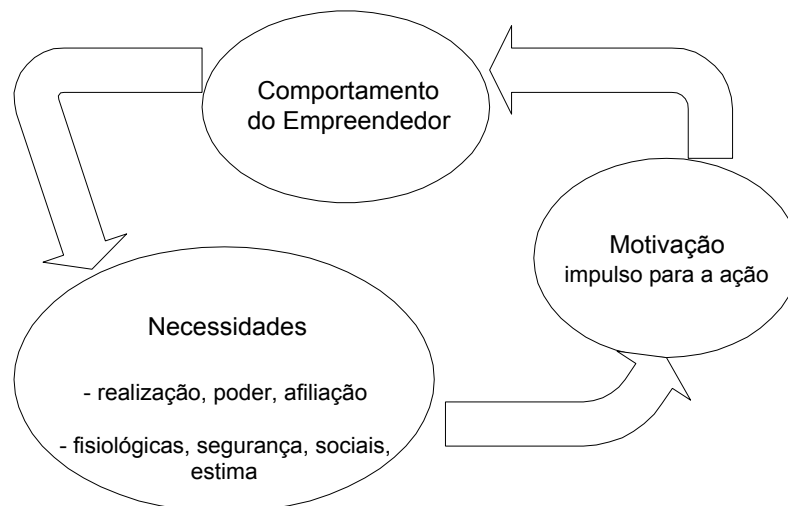 Comportamento
do Empreendedor
Motivação
impulso para a ação
Necessidades
- realização, poder, afiliação
- fisiológicas, segurança, sociais,
estima